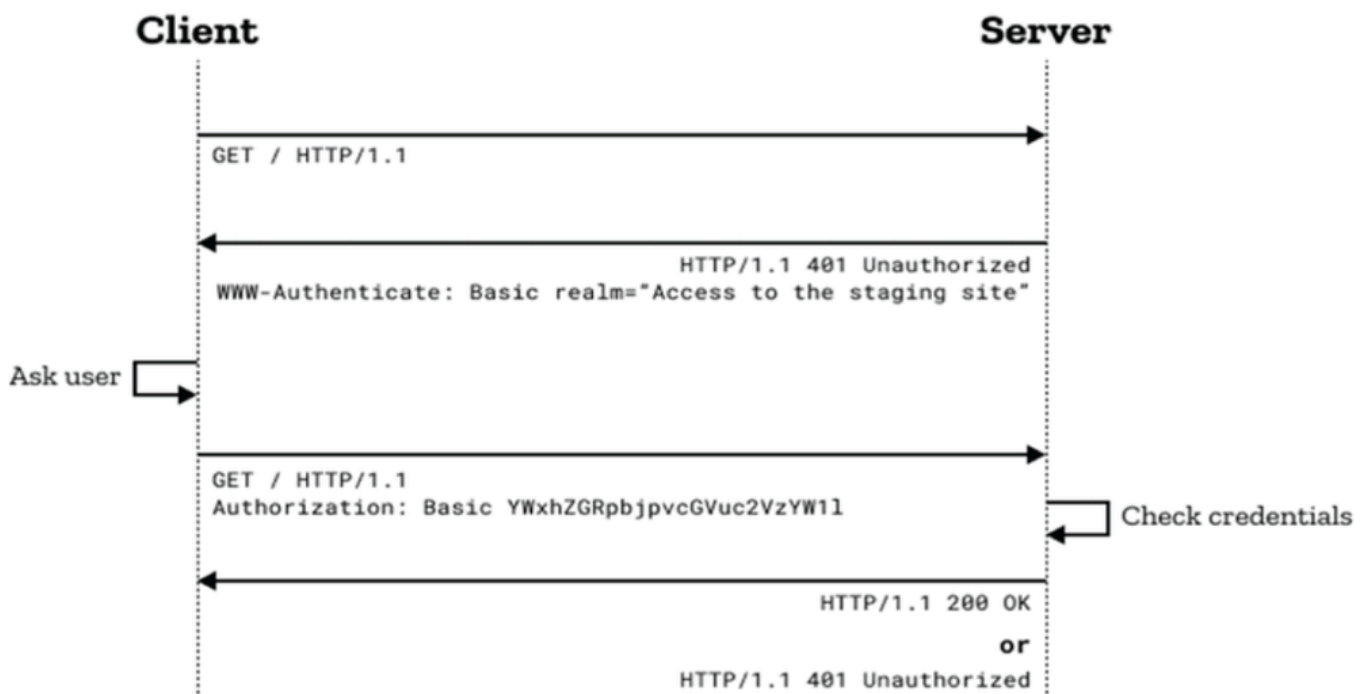 Client
Server
GET / HTTP/1.1
HTTP/1.1 401 Unauthorized
WWW-Authenticate: Basic realm="Access to the staging site"
Ask user
GET / HTTP/1.1
Authorization: Basic YWxhZGRpbjpvcGVuc2VzYW1l
Check credentials
HTTP/1.1 200 OK
or
HTTP/1.1 401 Unauthorized